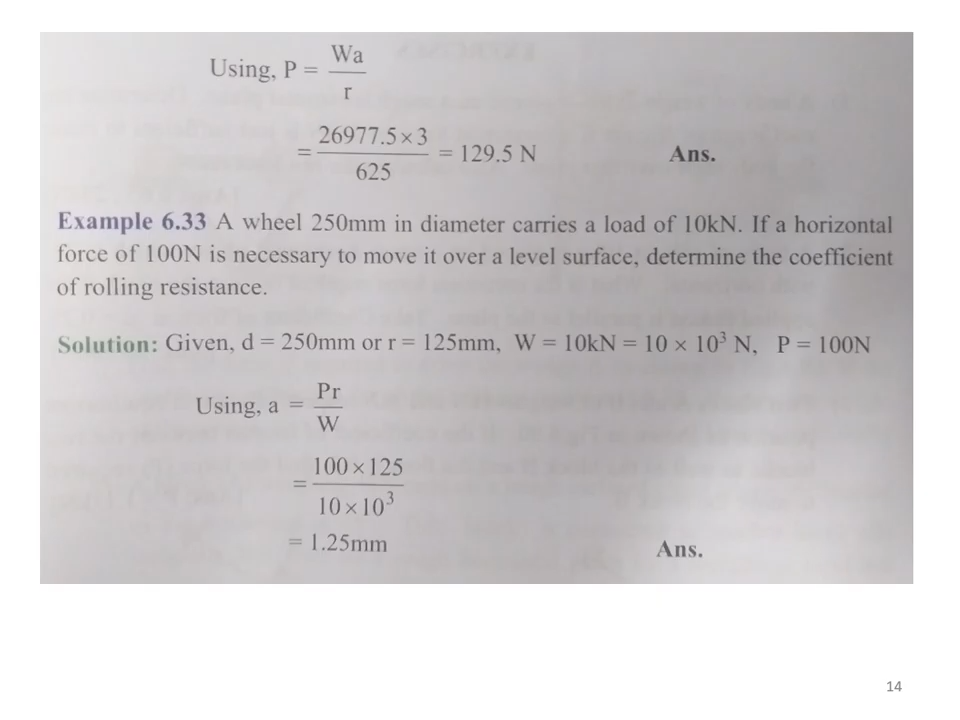 Using, P = Wa / r
= 26977.5 × 3 / 625 = 129.5 N Ans.
Example 6.33 A wheel 250mm in diameter carries a load of 10kN. If a horizontal
force of 100N is necessary to move it over a level surface, determine the coefficient
of rolling resistance.
Solution: Given, d = 250mm or r = 125mm, W = 10kN = 10 × 10³ N, P = 100N
Using, a = Pr / W
= 100 × 125 / 10 × 10³
= 1.25mm Ans.
14